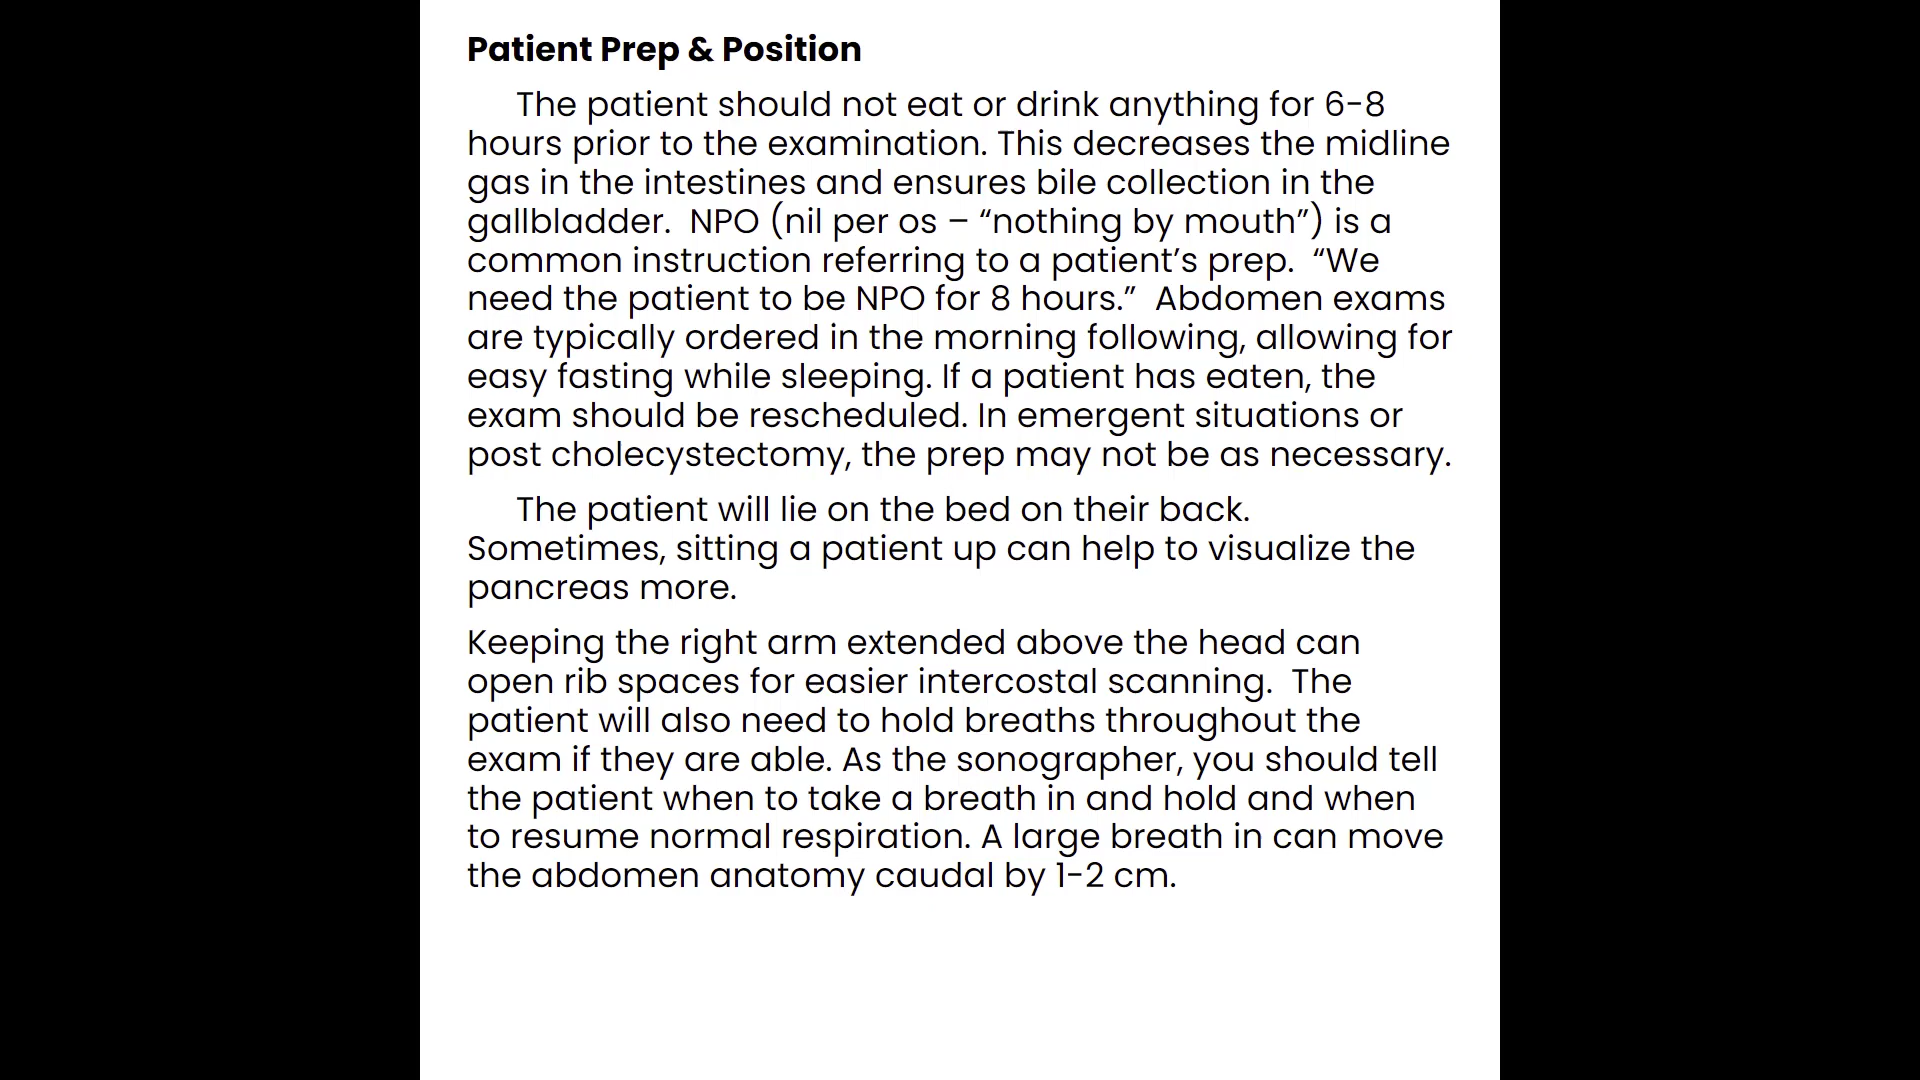 Patient Prep & Position
The patient should not eat or drink anything for 6-8
hours prior to the examination. This decreases the midline
gas in the intestines and ensures bile collection in the
gallbladder.  NPO (nil per os – “nothing by mouth”) is a
common instruction referring to a patient’s prep.  “We
need the patient to be NPO for 8 hours.”  Abdomen exams
are typically ordered in the morning following, allowing for
easy fasting while sleeping. If a patient has eaten, the
exam should be rescheduled. In emergent situations or
post cholecystectomy, the prep may not be as necessary.
The patient will lie on the bed on their back.
Sometimes, sitting a patient up can help to visualize the
pancreas more.
Keeping the right arm extended above the head can
open rib spaces for easier intercostal scanning.  The
patient will also need to hold breaths throughout the
exam if they are able. As the sonographer, you should tell
the patient when to take a breath in and hold and when
to resume normal respiration. A large breath in can move
the abdomen anatomy caudal by 1-2 cm.